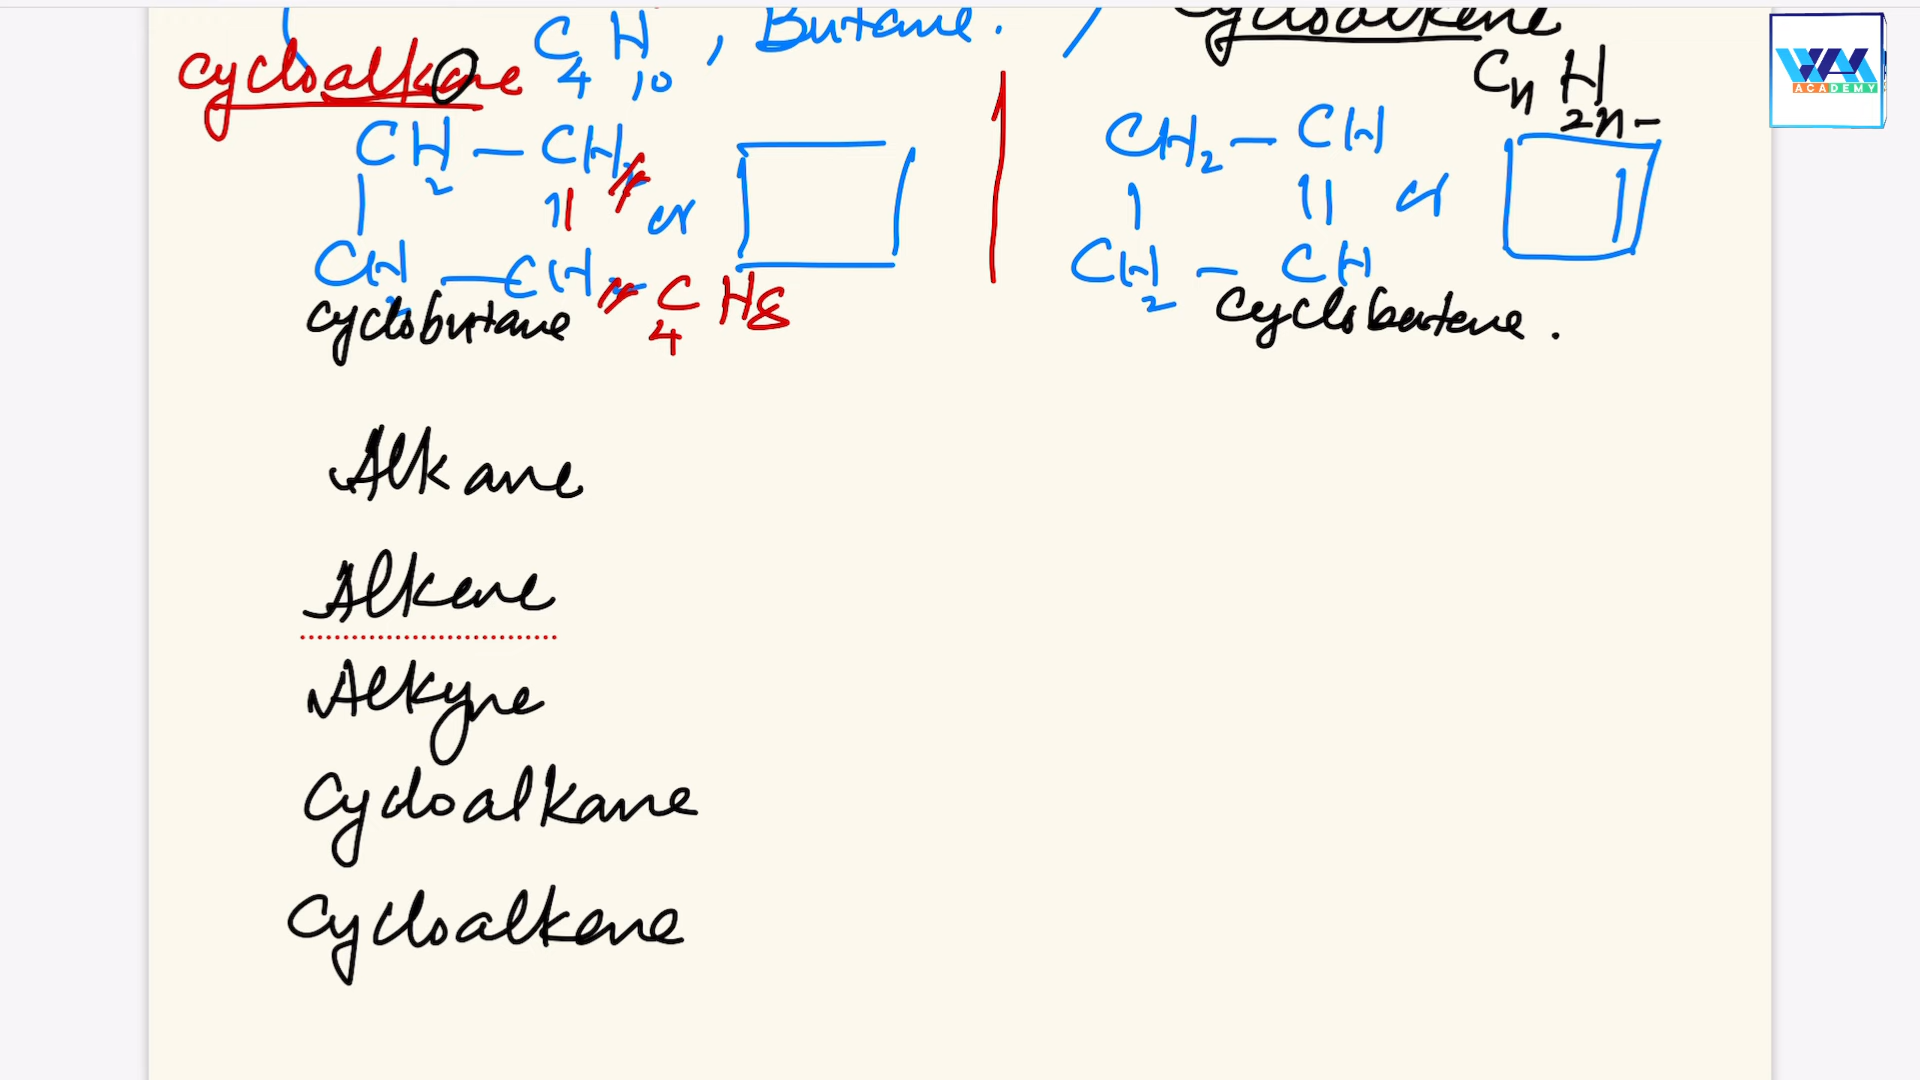 C4H10, Butane. / Cycloalkene
cycloalkane
CnH2n-
CH2 - CH2 or
CH2 - CH2
C4H8
cyclobutane
CH2 - CH or
CH2 - CH
cyclobutene.
WAM ACADEMY
Alkane
Alkene
Alkyne
Cycloalkane
Cycloalkene